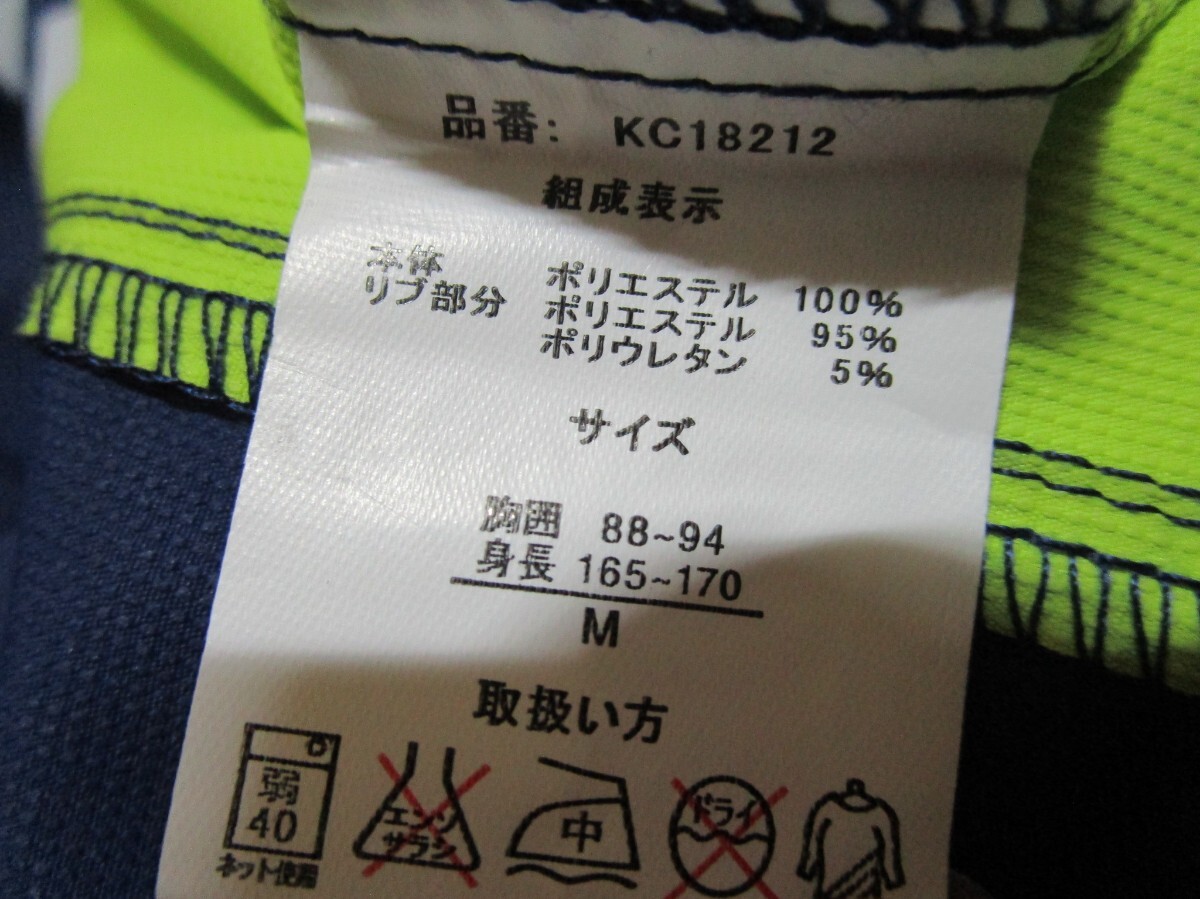 品番: KC18212
組成表示
本体 ポリエステル 100%
リブ部分 ポリエステル 95%
ポリウレタン 5%
サイズ
胸囲 88~94
身長 165~170
M
取扱い方
弱 40
エンソ サラシ
中
ドライ
ネット使用